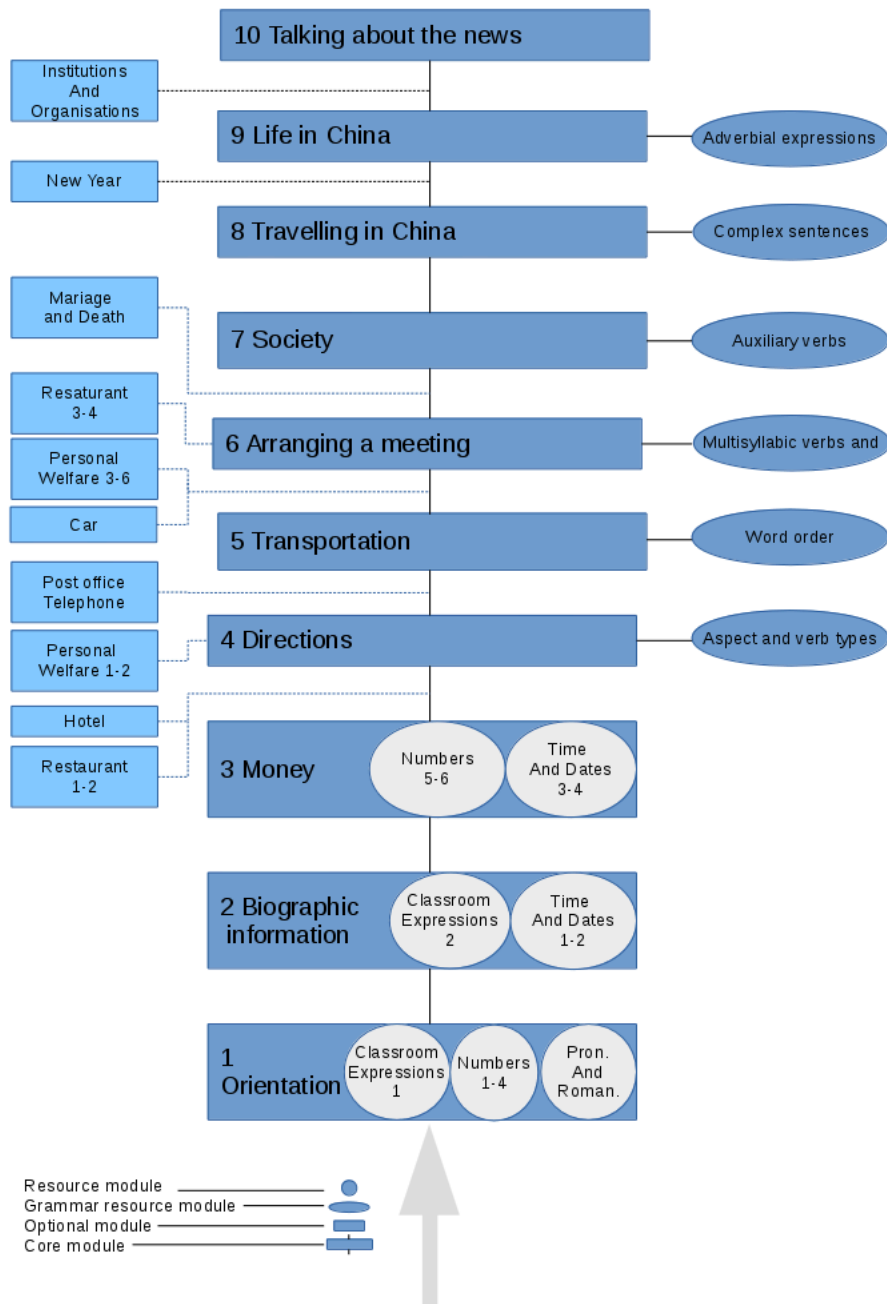 10 Talking about the news
Institutions
And
Organisations
9 Life in China
Adverbial expressions
New Year
8 Travelling in China
Complex sentences
Mariage
and Death
7 Society
Auxiliary verbs
Resaturant
3-4
6 Arranging a meeting
Multisyllabic verbs and
Personal
Welfare 3-6
Car
5 Transportation
Word order
Post office
Telephone
4 Directions
Aspect and verb types
Personal
Welfare 1-2
Hotel
Restaurant
1-2
3 Money
Numbers
5-6
Time
And Dates
3-4
2 Biographic
information
Classroom
Expressions
2
Time
And Dates
1-2
1
Orientation
Classroom
Expressions
1
Numbers
1-4
Pron.
And
Roman.
Resource module
Grammar resource module
Optional module
Core module